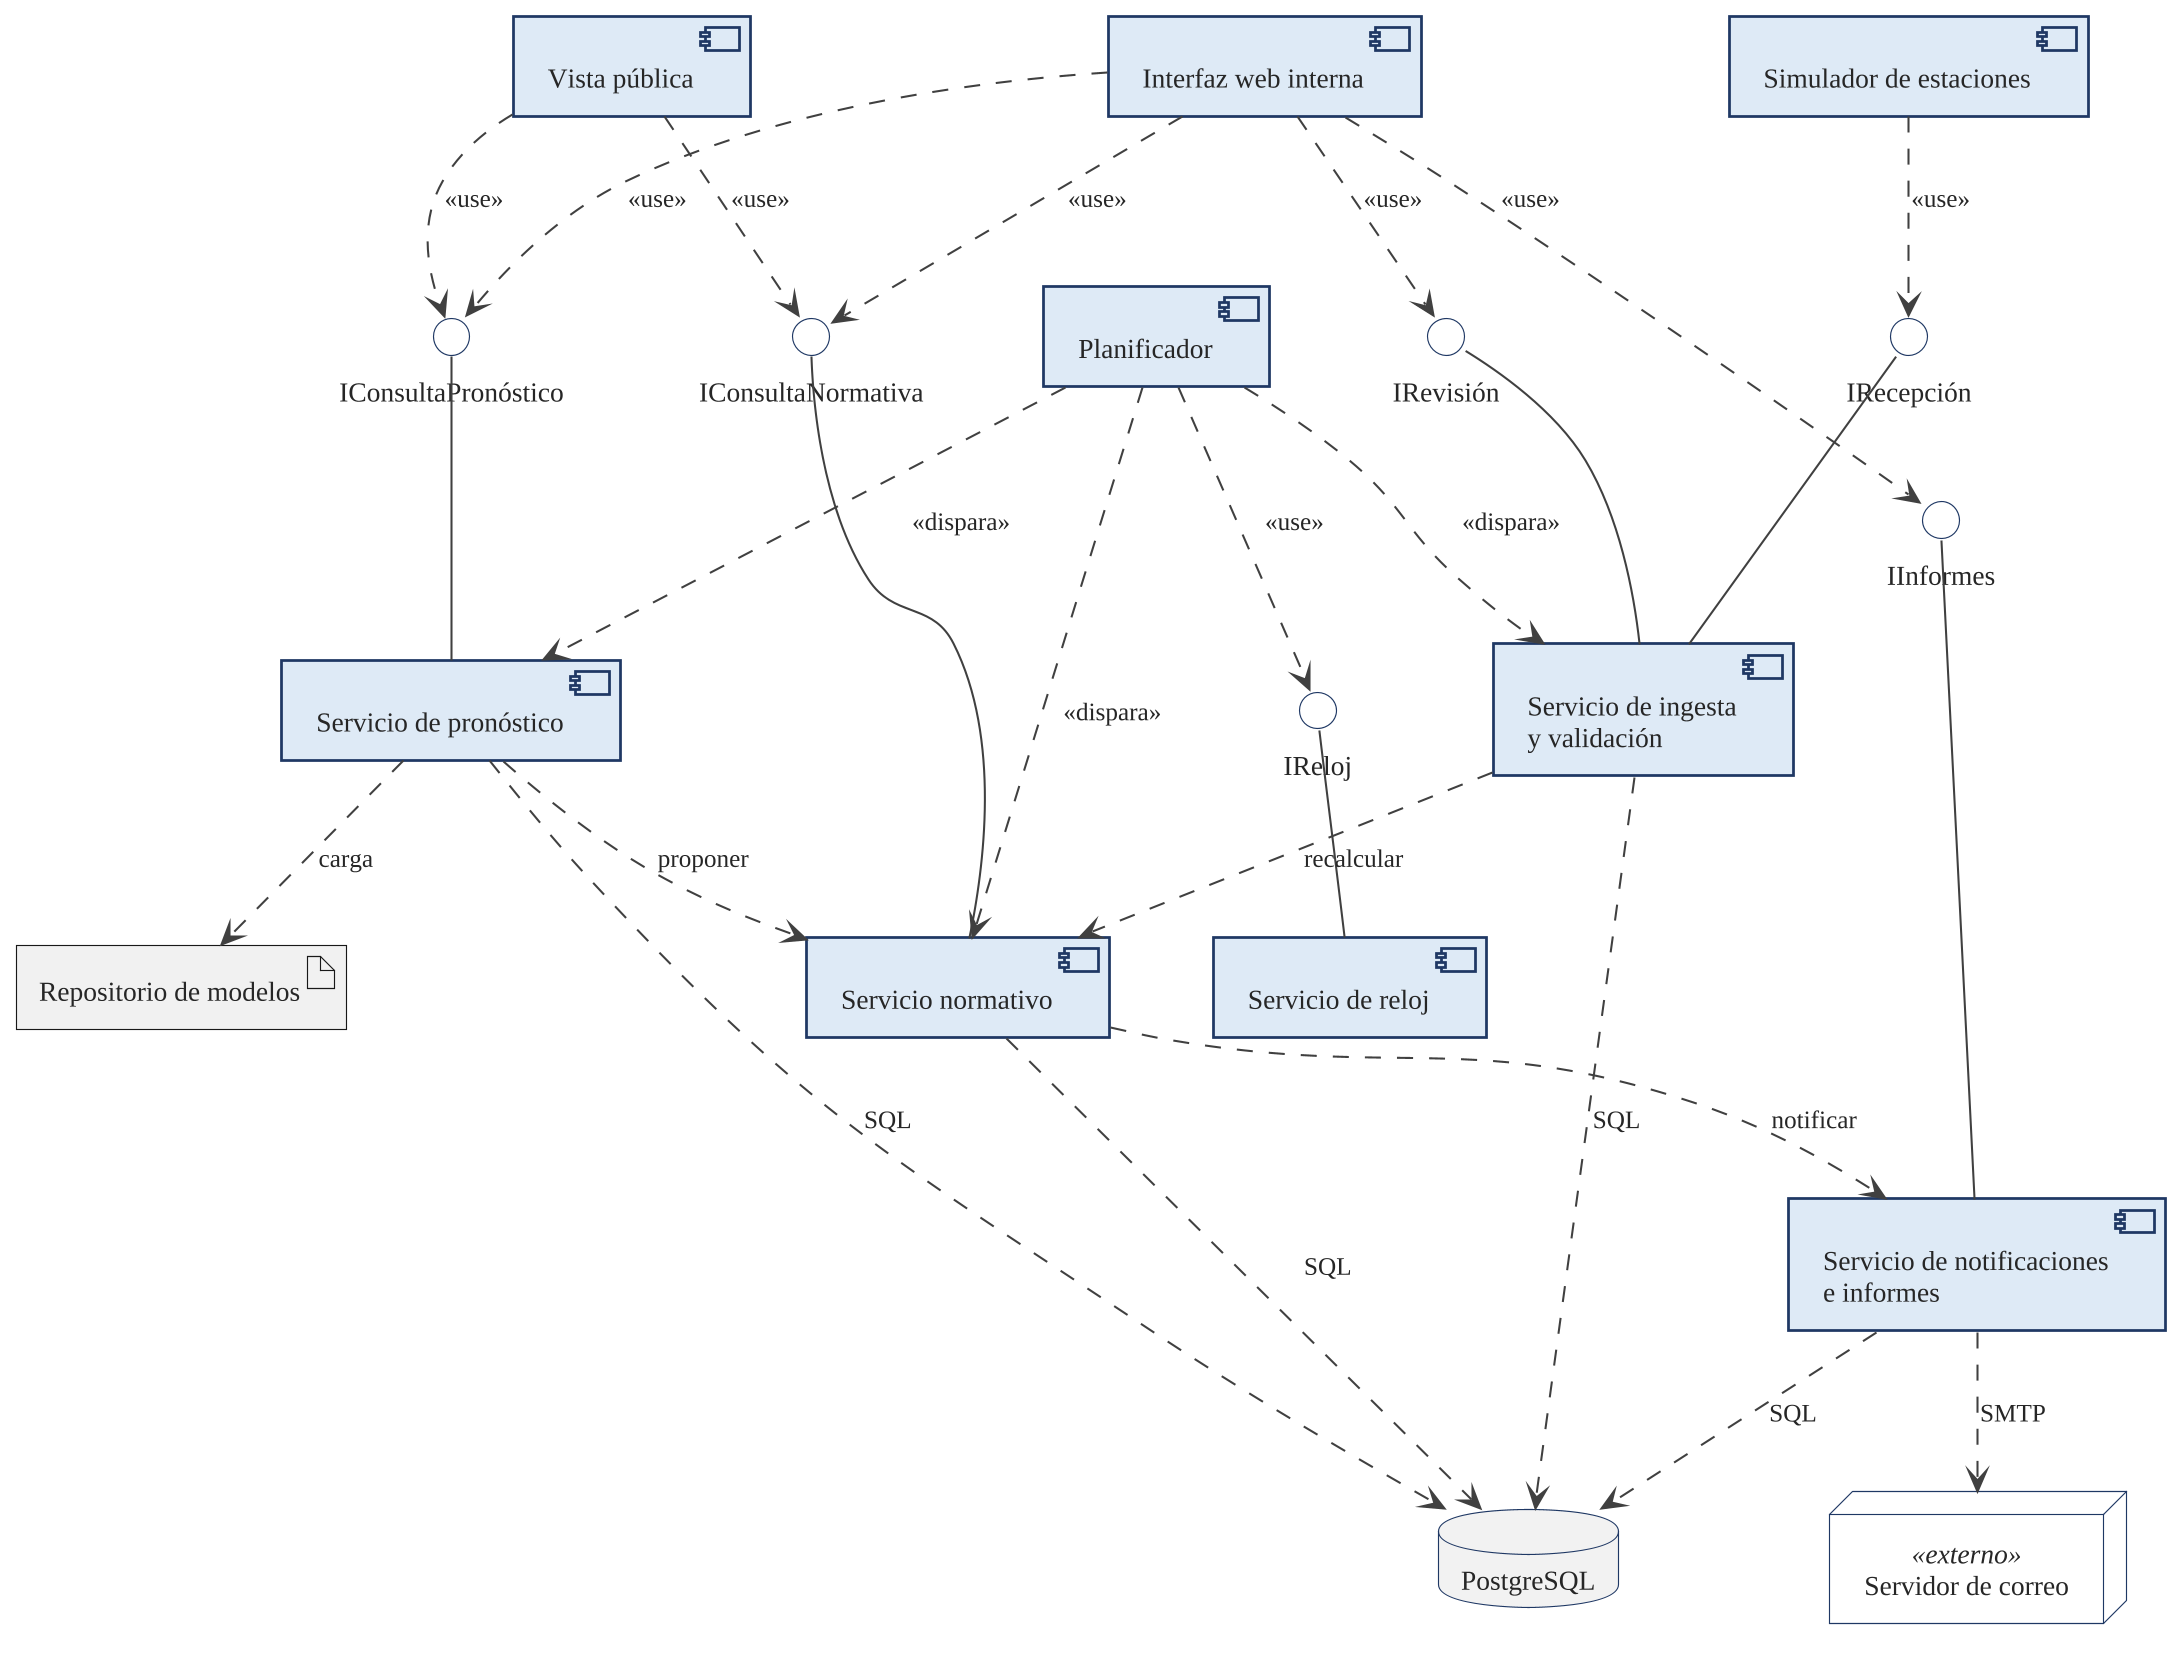 Vista pública
Interfaz web interna
Simulador de estaciones
«use»
«use»
«use»
«use»
«use»
«use»
«use»
Planificador
IConsultaPronóstico
IConsultaNormativa
IRevisión
IRecepción
«dispara»
«use»
«dispara»
IInformes
Servicio de pronóstico
«dispara»
Servicio de ingesta
y validación
IReloj
carga
proponer
recalcular
Repositorio de modelos
Servicio normativo
Servicio de reloj
SQL
SQL
notificar
SQL
Servicio de notificaciones
e informes
SQL
SMTP
PostgreSQL
«externo»
Servidor de correo